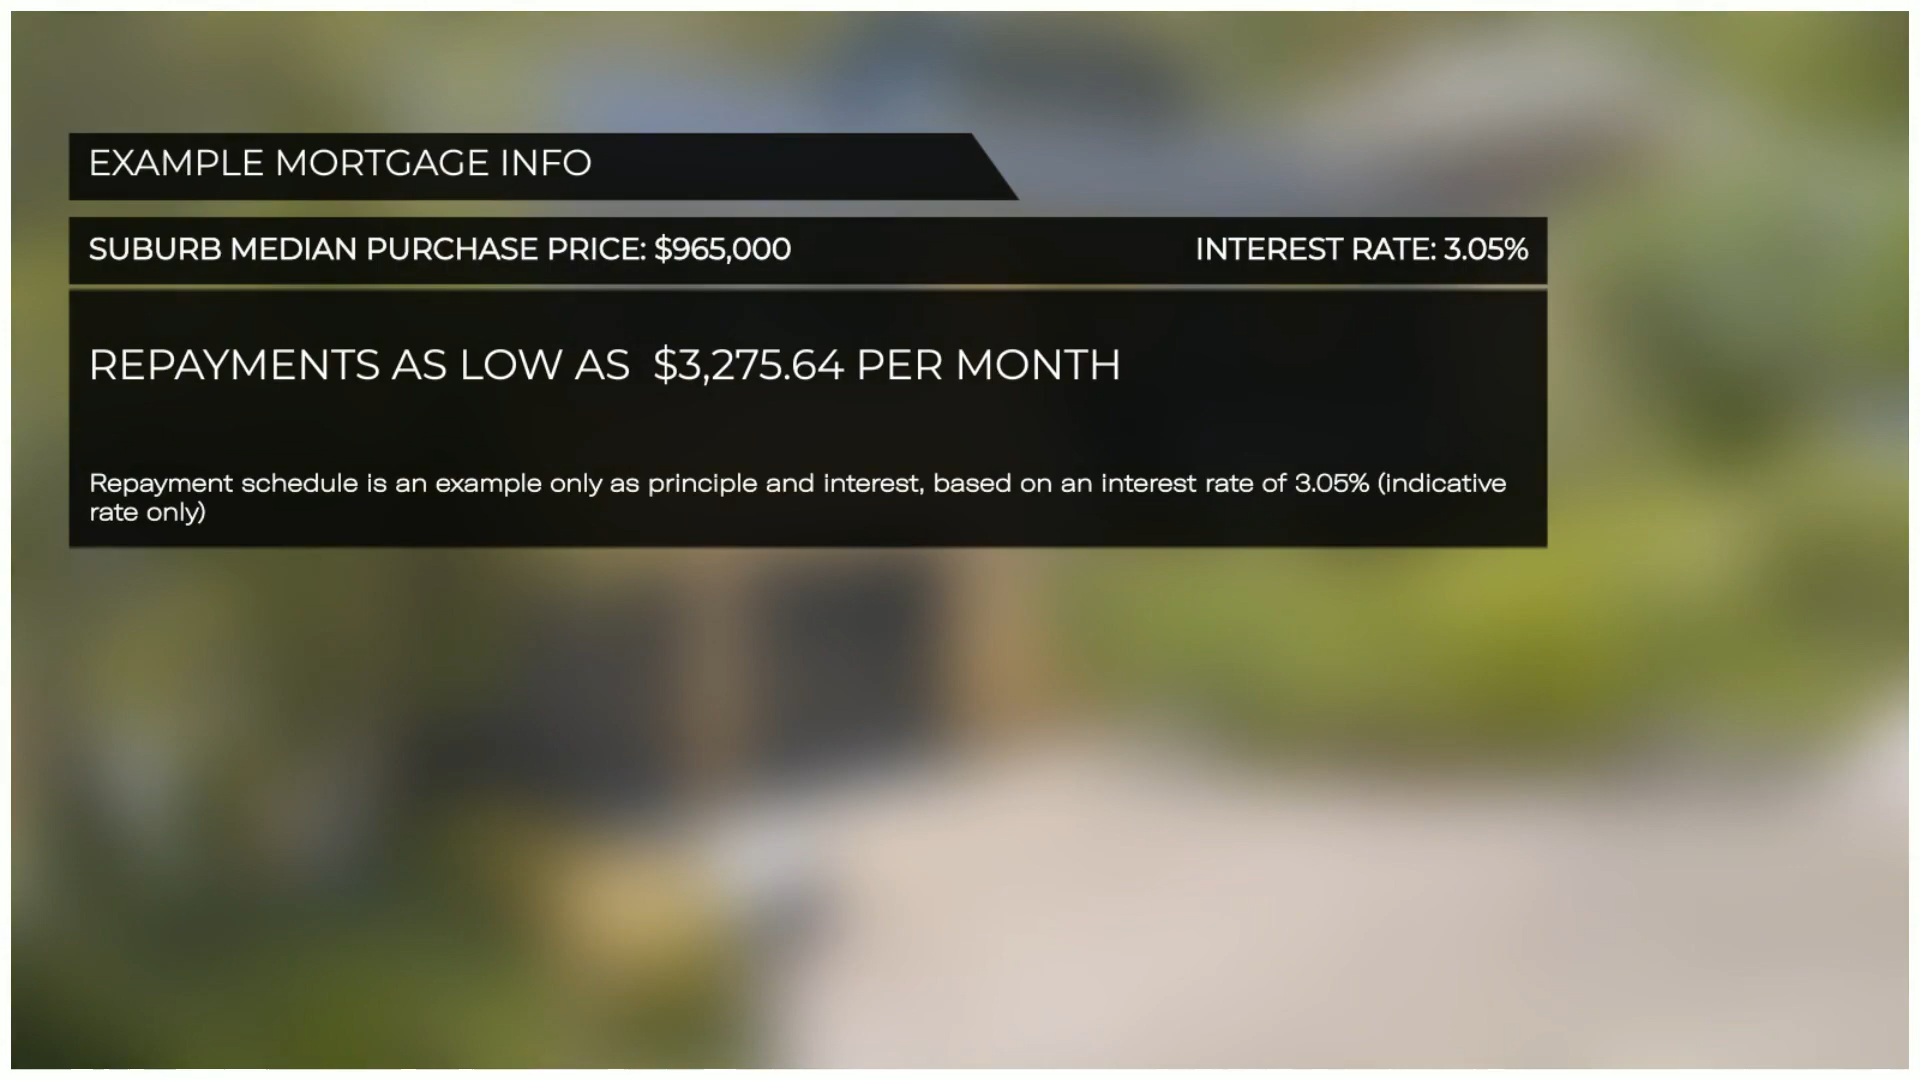 EXAMPLE MORTGAGE INFO
SUBURB MEDIAN PURCHASE PRICE: $965,000 INTEREST RATE: 3.05%
REPAYMENTS AS LOW AS $3,275.64 PER MONTH
Repayment schedule is an example only as principle and interest, based on an interest rate of 3.05% (indicative
rate only)